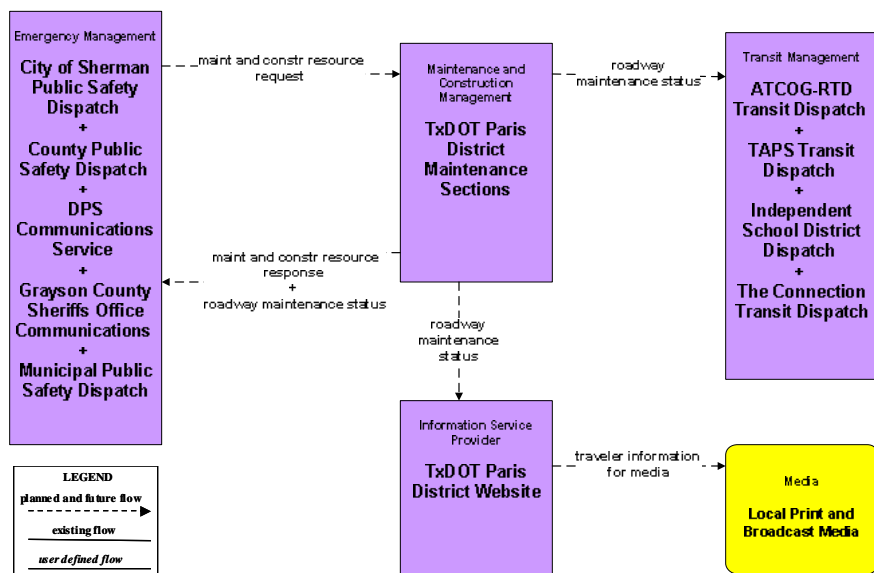 Emergency Management
City of Sherman
Public Safety
Dispatch
+
County Public
Safety Dispatch
+
DPS
Communications
Service
+
Grayson County
Sheriffs Office
Communications
+
Municipal Public
Safety Dispatch
maint and constr resource
request
maint and constr resource
response
+
roadway maintenance status
Maintenance and
Construction
Management
TxDOT Paris
District
Maintenance
Sections
roadway
maintenance status
Transit Management
ATCOG-RTD
Transit Dispatch
+
TAPS Transit
Dispatch
+
Independent
School District
Dispatch
+
The Connection
Transit Dispatch
roadway
maintenance
status
Information Service
Provider
TxDOT Paris
District Website
traveler information
for media
Media
Local Print and
Broadcast Media
LEGEND
planned and future flow
existing flow
user defined flow